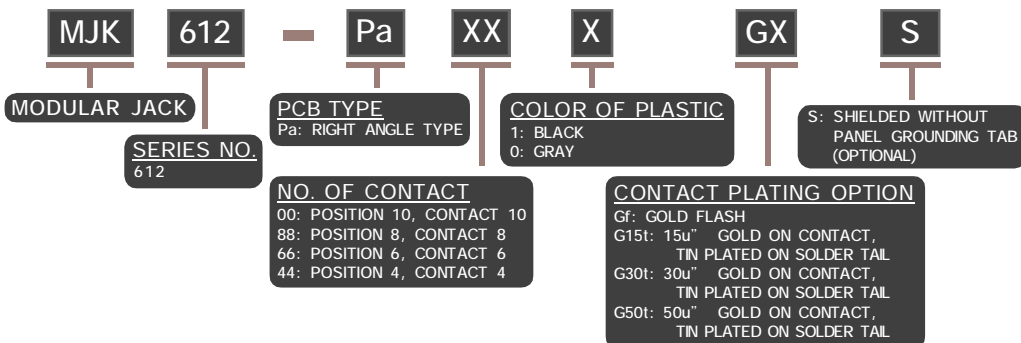 MJK 612 - Pa XX X GX S
MODULAR JACK
SERIES NO.
612
PCB TYPE
Pa: RIGHT ANGLE TYPE
NO. OF CONTACT
00: POSITION 10, CONTACT 10
88: POSITION 8, CONTACT 8
66: POSITION 6, CONTACT 6
44: POSITION 4, CONTACT 4
COLOR OF PLASTIC
1: BLACK
0: GRAY
CONTACT PLATING OPTION
Gf: GOLD FLASH
G15t: 15u" GOLD ON CONTACT,
TIN PLATED ON SOLDER TAIL
G30t: 30u" GOLD ON CONTACT,
TIN PLATED ON SOLDER TAIL
G50t: 50u" GOLD ON CONTACT,
TIN PLATED ON SOLDER TAIL
S: SHIELDED WITHOUT
PANEL GROUNDING TAB
(OPTIONAL)